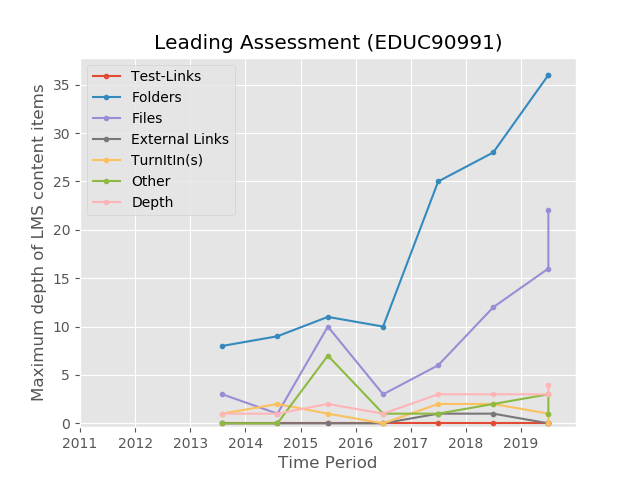 Leading Assessment (EDUC90991)
Test-Links
Folders
Files
External Links
TurnItIn(s)
Other
Depth
Maximum depth of LMS content items
35
30
25
20
15
10
5
0
2011 2012 2013 2014 2015 2016 2017 2018 2019
Time Period